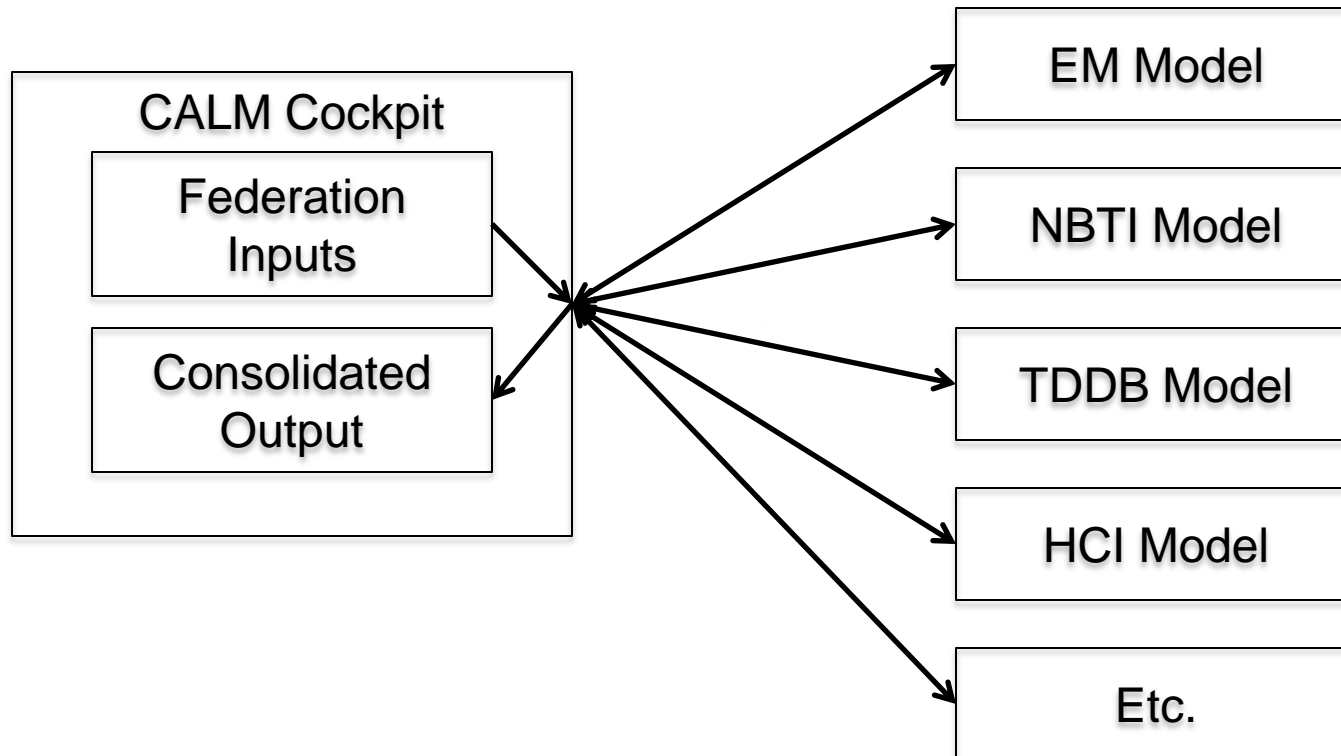 CALM Cockpit
Federation
Inputs
Consolidated
Output
EM Model
NBTI Model
TDDB Model
HCI Model
Etc.